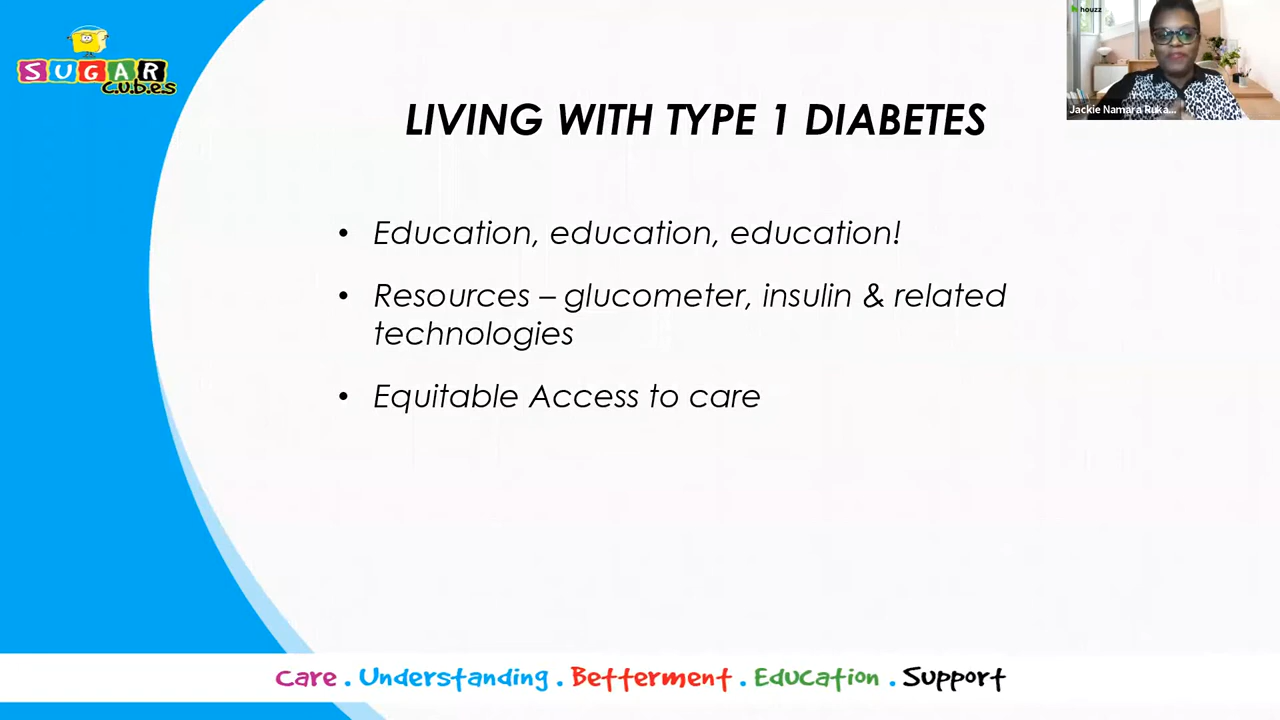 houzz
SUGAR
c.u.b.e.s
Jackie Namara Ruka...
LIVING WITH TYPE 1 DIABETES
• Education, education, education!
• Resources – glucometer, insulin & related
technologies
• Equitable Access to care
Care . Understanding . Betterment . Education . Support